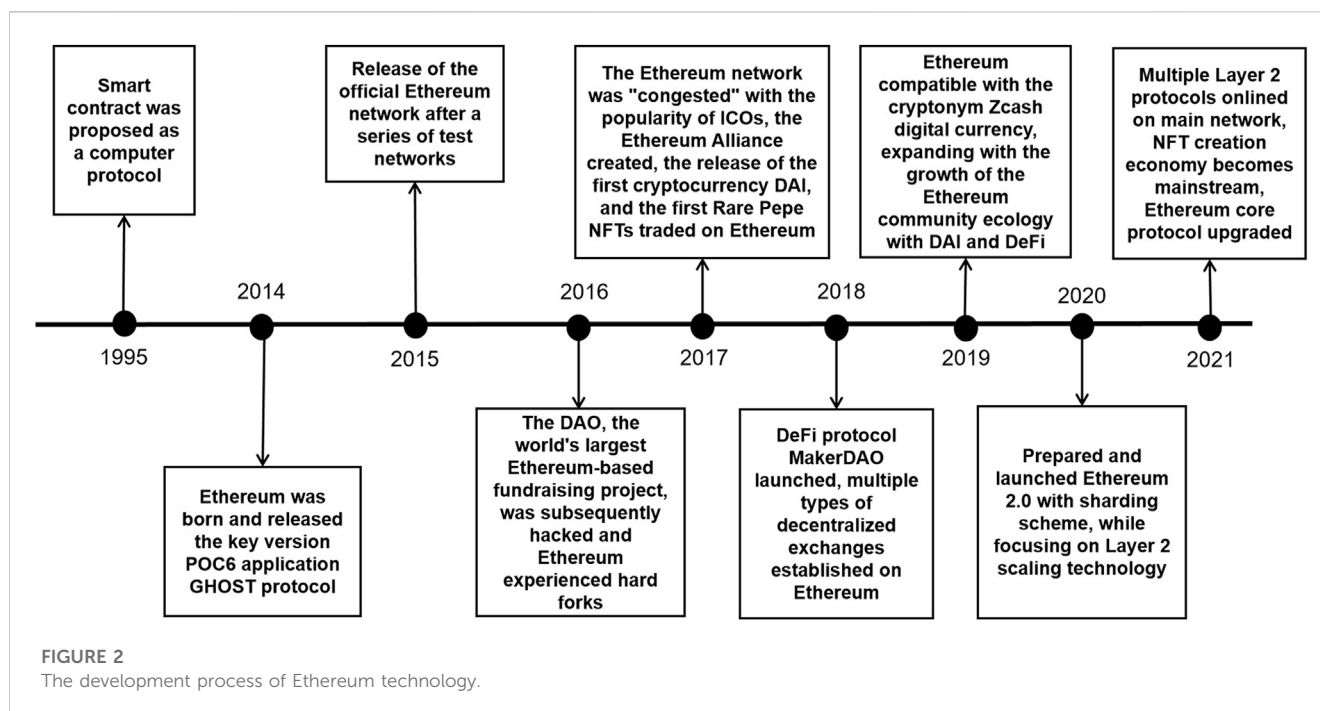 Smart
contract was
proposed as
a computer
protocol
Release of the
official Ethereum
network after a
series of test
networks
The Ethereum network
was "congested" with the
popularity of ICOs, the
Ethereum Alliance
created, the release of the
first cryptocurrency DAI,
and the first Rare Pepe
NFTs traded on Ethereum
Ethereum
compatible with the
cryptonym Zcash
digital currency,
expanding with the
growth of the
Ethereum
community ecology
with DAI and DeFi
Multiple Layer 2
protocols onlined
on main network,
NFT creation
economy becomes
mainstream,
Ethereum core
protocol upgraded
2014
2016
2018
2020
1995
2015
2017
2019
2021
Ethereum was
born and released
the key version
POC6 application
GHOST protocol
The DAO, the
world's largest
Ethereum-based
fundraising project,
was subsequently
hacked and
Ethereum
experienced hard
forks
DeFi protocol
MakerDAO
launched, multiple
types of
decentralized
exchanges
established on
Ethereum
Prepared and
launched Ethereum
2.0 with sharding
scheme, while
focusing on Layer 2
scaling technology
FIGURE 2
The development process of Ethereum technology.